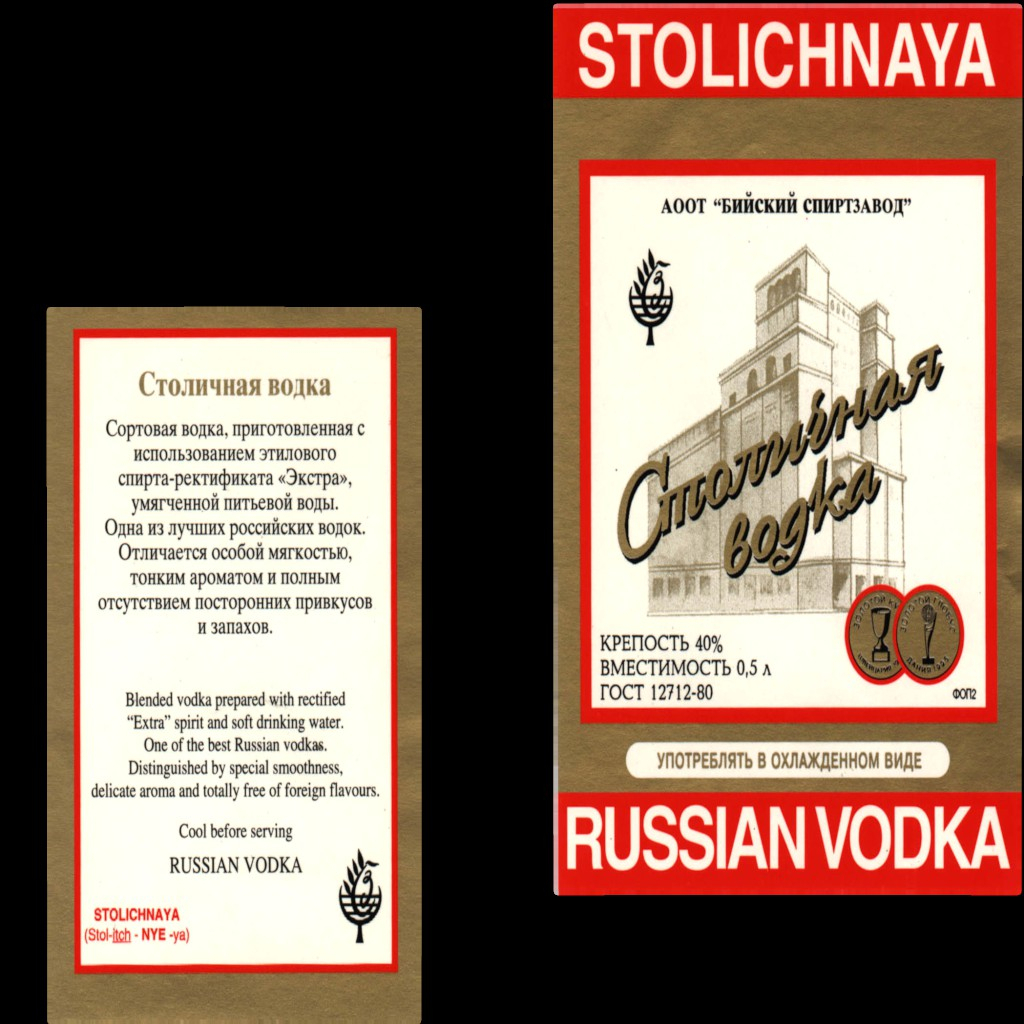 STOLICHNAYA
АООТ “БИЙСКИЙ СПИРТЗАВОД”
Столичная
водка
КРЕПОСТЬ 40%
ВМЕСТИМОСТЬ 0,5 л
ГОСТ 12712-80
ФОП2
УПОТРЕБЛЯТЬ В ОХЛАЖДЕННОМ ВИДЕ
RUSSIAN VODKA
Столичная водка
Сортовая водка, приготовленная с
использованием этилового
спирта-ректификата «Экстра»,
умягченной питьевой воды.
Одна из лучших российских водок.
Отличается особой мягкостью,
тонким ароматом и полным
отсутствием посторонних привкусов
и запахов.
Blended vodka prepared with rectified
“Extra” spirit and soft drinking water.
One of the best Russian vodkas.
Distinguished by special smoothness,
delicate aroma and totally free of foreign flavours.
Cool before serving
RUSSIAN VODKA
STOLICHNAYA
(Stol-itch - NYE -ya)